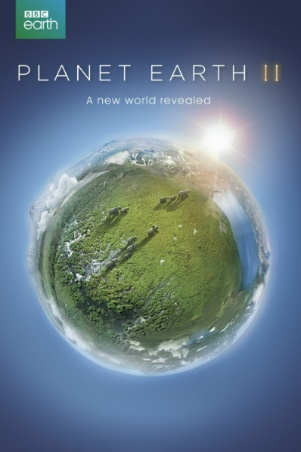 BBC
earth
PLANET EARTH II
A new world revealed